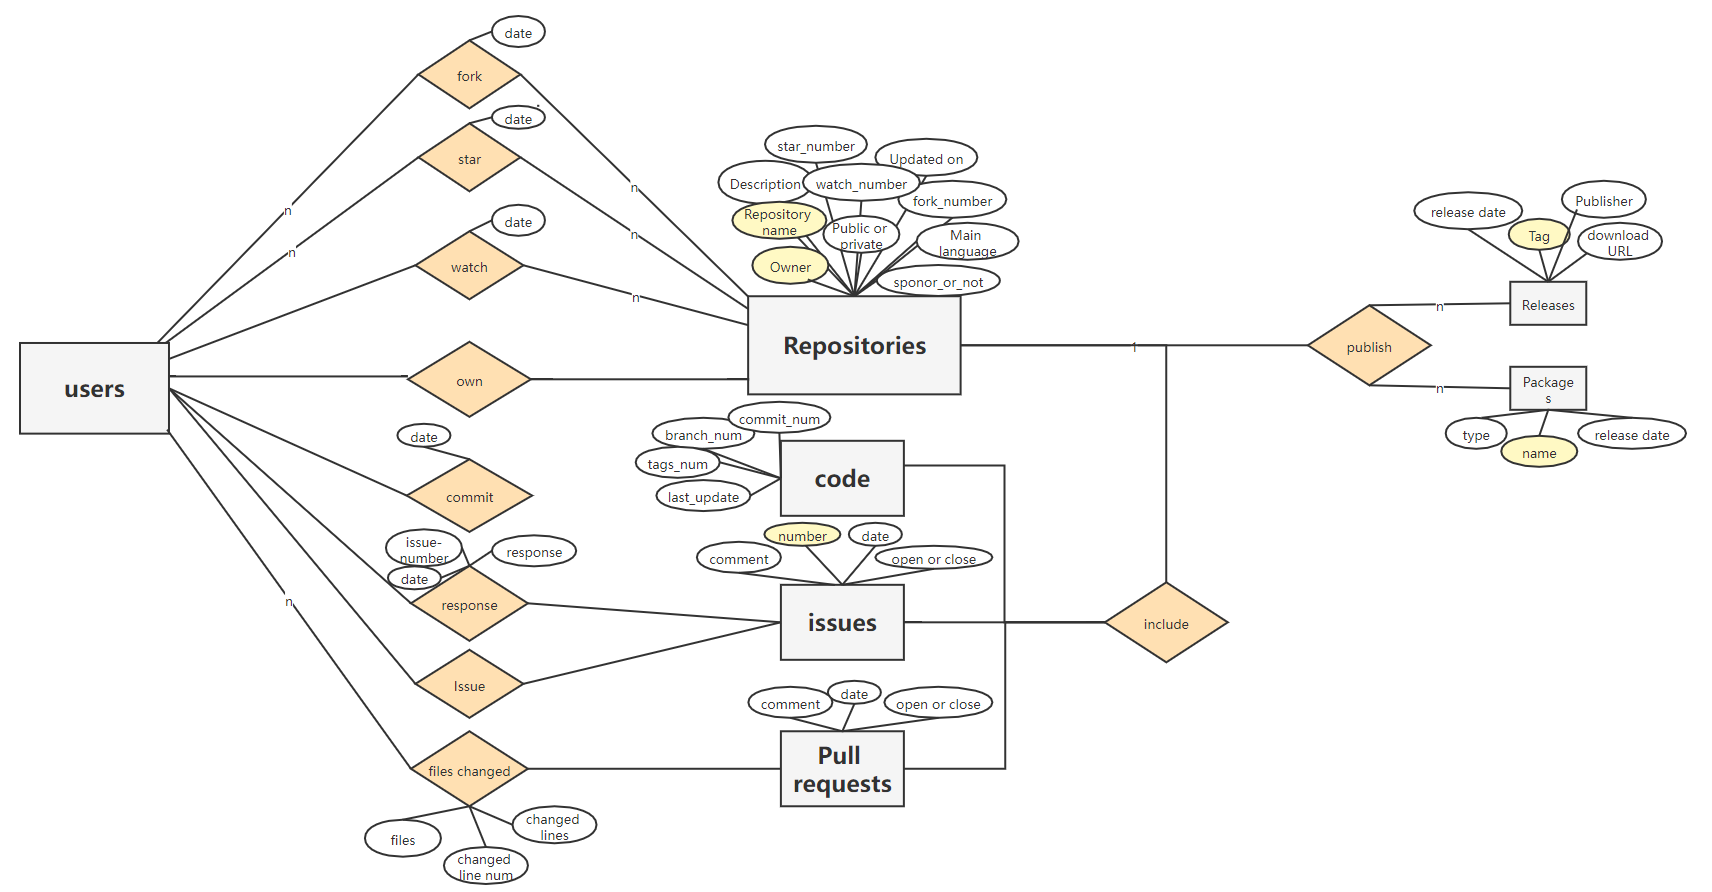 date
fork
date
star
n
n
n
n
date
watch
n
users
own
star_number
Updated on
Description
watch_number
fork_number
Repository
name
Public or
private
Main
language
Owner
sponor_or_not
Repositories
1
publish
n
n
release date
Publisher
Tag
download
URL
Releases
Package
s
type
name
release date
date
commit
commit_num
branch_num
tags_num
last_update
code
issue-
number
response
date
response
number
date
comment
open or close
issues
include
n
Issue
comment
date
open or close
Pull
requests
files changed
files
changed
lines
changed
line num